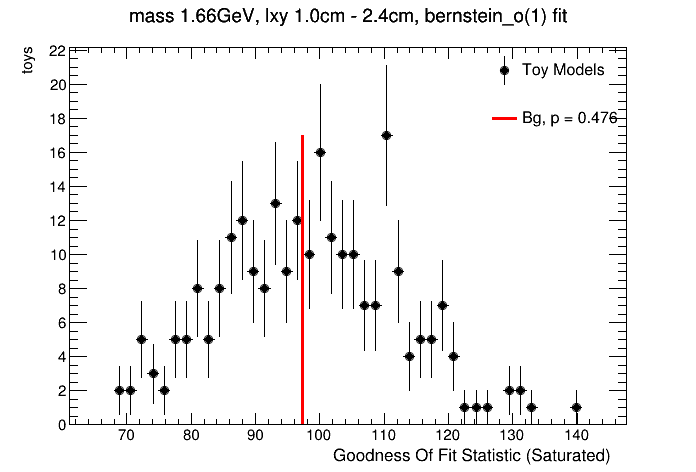 mass 1.66GeV, lxy 1.0cm - 2.4cm, bernstein_o(1) fit
toys
22
20
18
16
14
12
10
8
6
4
2
0
Toy Models
Bg, p = 0.476
70 80 90 100 110 120 130 140
Goodness Of Fit Statistic (Saturated)